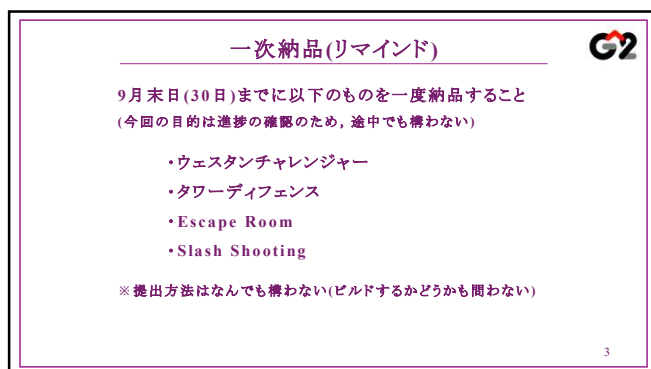 一次納品(リマインド)
G2
9月末日(30日)までに以下のものを一度納品すること
(今回の目的は進捗の確認のため, 途中でも構わない)
・ウェスタンチャレンジャー
・タワーディフェンス
・Escape Room
・Slash Shooting
※提出方法はなんでも構わない(ビルドするかどうかも問わない)
3